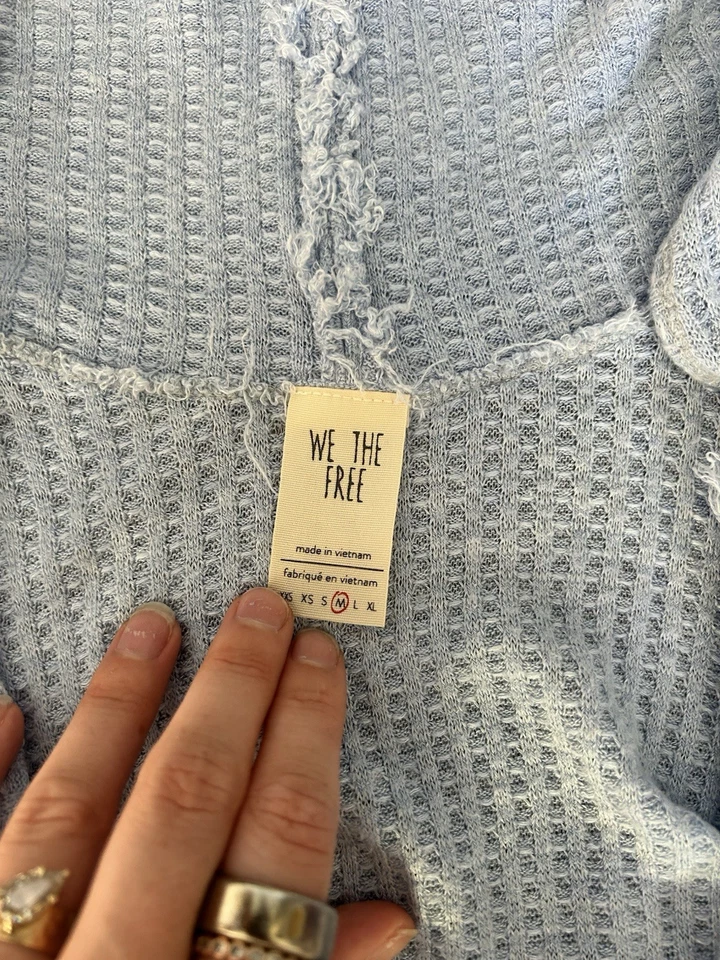 WE THE
FREE
made in vietnam
fabriqué en vietnam
XXS XS S M L XL